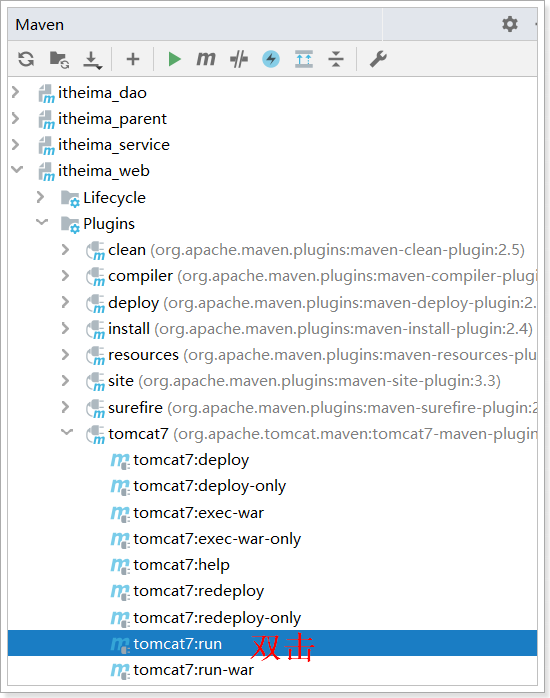 Maven
itheima_dao
itheima_parent
itheima_service
itheima_web
Lifecycle
Plugins
clean (org.apache.maven.plugins:maven-clean-plugin:2.5)
compiler (org.apache.maven.plugins:maven-compiler-plugi
deploy (org.apache.maven.plugins:maven-deploy-plugin:2.
install (org.apache.maven.plugins:maven-install-plugin:2.4)
resources (org.apache.maven.plugins:maven-resources-plu
site (org.apache.maven.plugins:maven-site-plugin:3.3)
surefire (org.apache.maven.plugins:maven-surefire-plugin:2
tomcat7 (org.apache.tomcat.maven:tomcat7-maven-plugin
tomcat7:deploy
tomcat7:deploy-only
tomcat7:exec-war
tomcat7:exec-war-only
tomcat7:help
tomcat7:redeploy
tomcat7:redeploy-only
tomcat7:run 双击
tomcat7:run-war